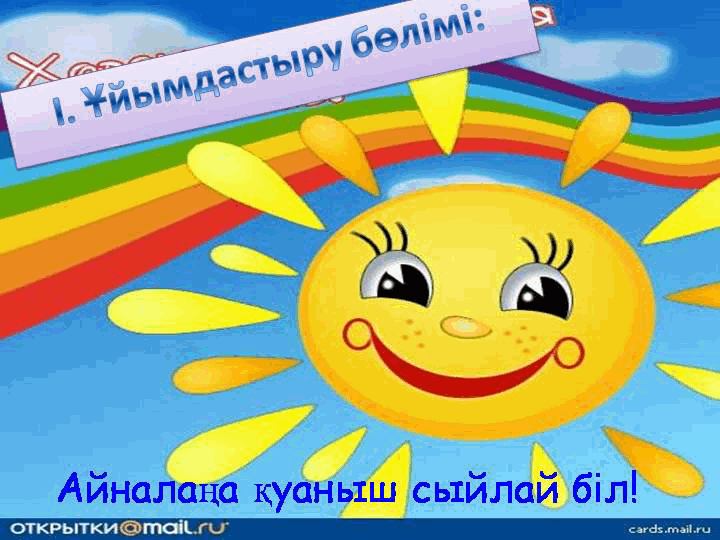 І. Ұйымдастыру бөлімі:
Айналаңа қуаныш сыйлай біл!
ОТКРЫТКИ@mail.ru
cards.mail.ru